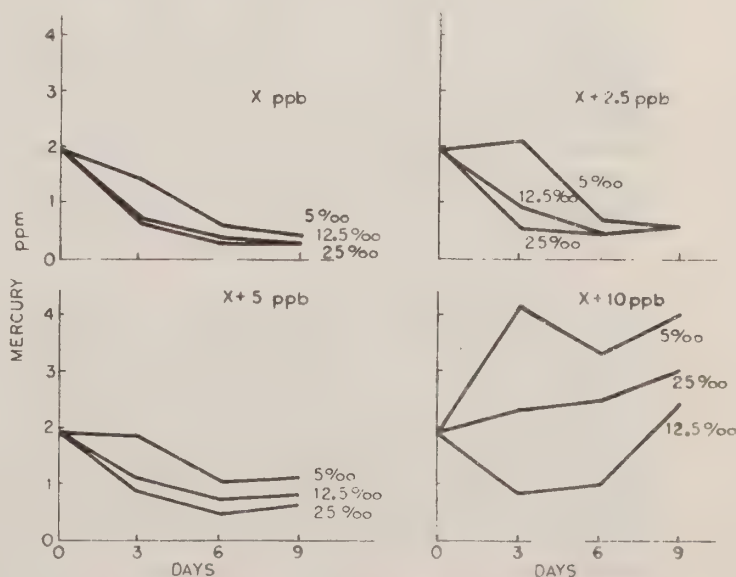 4
3
2
1
0
X ppb
5‰
12.5‰
25‰
X + 2.5 ppb
5‰
12.5‰
25‰
MERCURY ppm
4
3
2
1
0
X + 5 ppb
5‰
12.5‰
25‰
0 3 6 9
DAYS
X + 10 ppb
5‰
25‰
12.5‰
0 3 6 9
DAYS